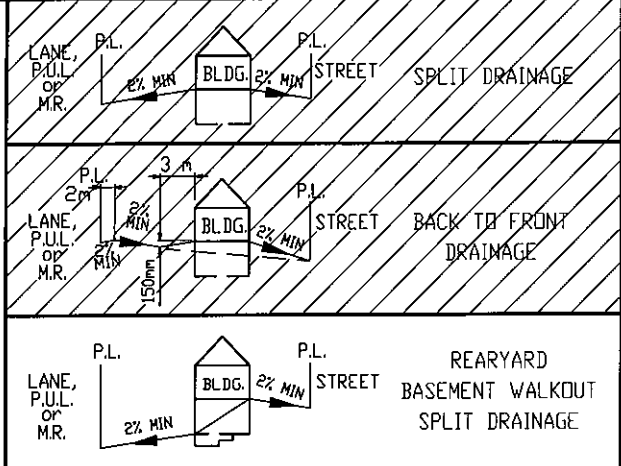 P.L.
P.L.
LANE,
P.U.L.
or
M.R.
2% MIN
BLDG.
2% MIN
STREET
SPLIT DRAINAGE
P.L.
2m
3 m
P.L.
LANE,
P.U.L.
or
M.R.
2% MIN
2% MIN
150mm
BLDG.
2% MIN
STREET
BACK TO FRONT
DRAINAGE
P.L.
P.L.
LANE,
P.U.L.
or
M.R.
2% MIN
BLDG.
2% MIN
STREET
REARYARD
BASEMENT WALKOUT
SPLIT DRAINAGE